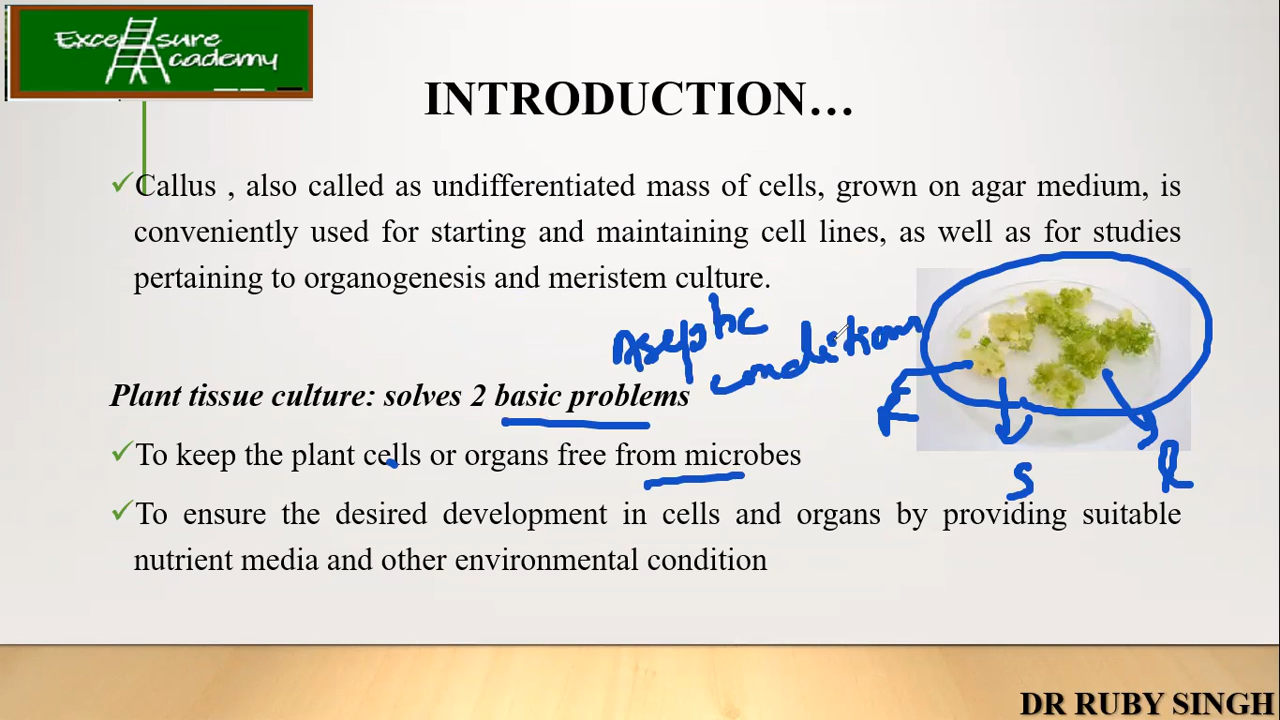 Excel sure
Academy
INTRODUCTION…
✓Callus , also called as undifferentiated mass of cells, grown on agar medium, is
conveniently used for starting and maintaining cell lines, as well as for studies
pertaining to organogenesis and meristem culture.
Aseptic
conditions
Plant tissue culture: solves 2 basic problems
✓To keep the plant cells or organs free from microbes
S
R
✓To ensure the desired development in cells and organs by providing suitable
nutrient media and other environmental condition
DR RUBY SINGH